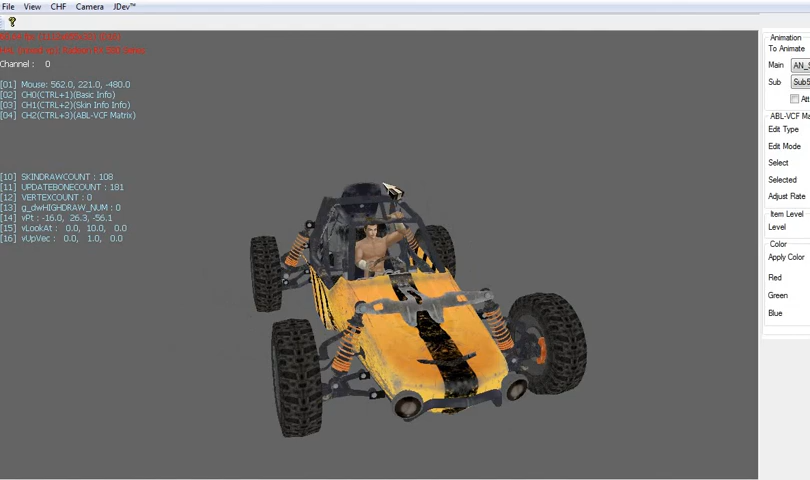 File View CHF Camera JDev™
?
Channel : 0
[01] Mouse: 562.0, 221.0, -480.0
[02] CH0(CTRL+1)(Basic Info)
[03] CH1(CTRL+2)(Skin Info Info)
[04] CH2(CTRL+3)(ABL-VCF Matrix)
[10] SKINDRAWCOUNT : 108
[11] UPDATEBONECOUNT : 181
[12] VERTEXCOUNT : 0
[13] g_dwHIGHDRAW_NUM : 0
[14] vPt : -16.0, 26.3, -56.1
[15] vLookAt : 0.0, 10.0, 0.0
[16] vUpVec : 0.0, 1.0, 0.0
Animation
To Animate
Main AN_S
Sub Sub5
Att
ABL-VCF Ma
Edit Type
Edit Mode
Select
Selected
Adjust Rate
Item Level
Level
Color
Apply Color
Red
Green
Blue